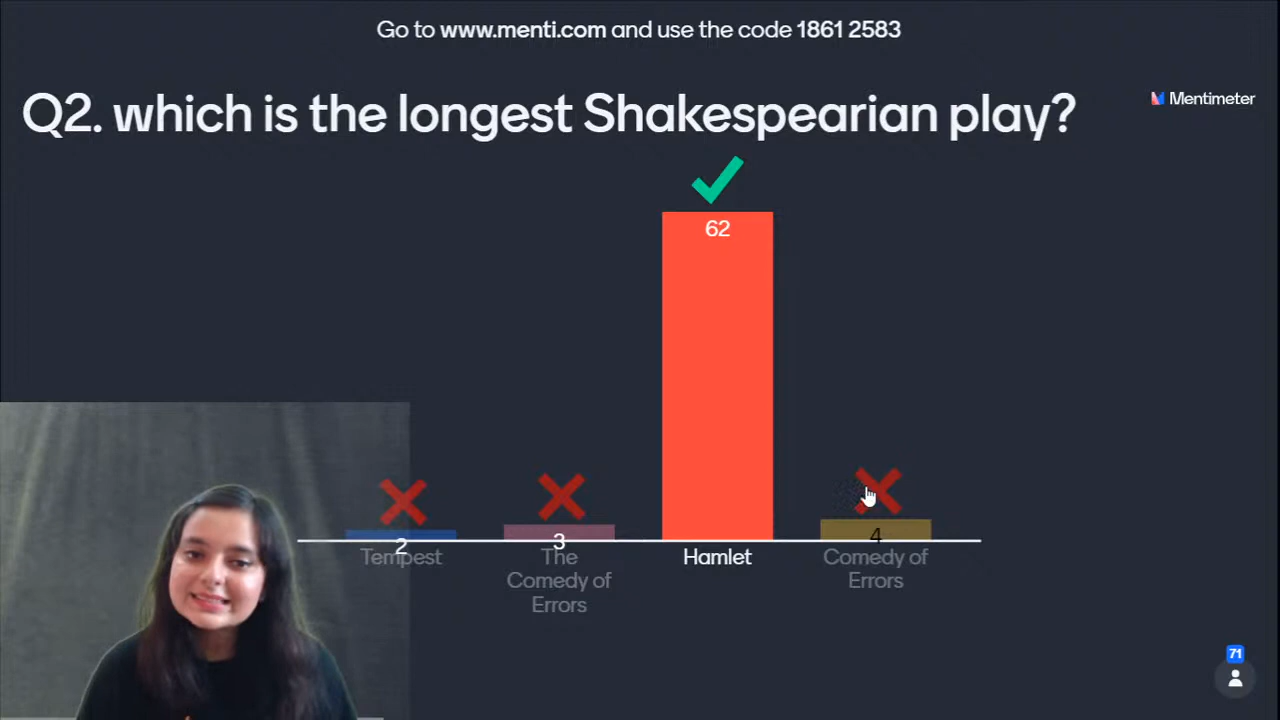 Go to www.menti.com and use the code 1861 2583
Q2. which is the longest Shakespearian play?
Mentimeter
62
2
3
4
Tempest
The
Comedy of
Errors
Hamlet
Comedy of
Errors
71